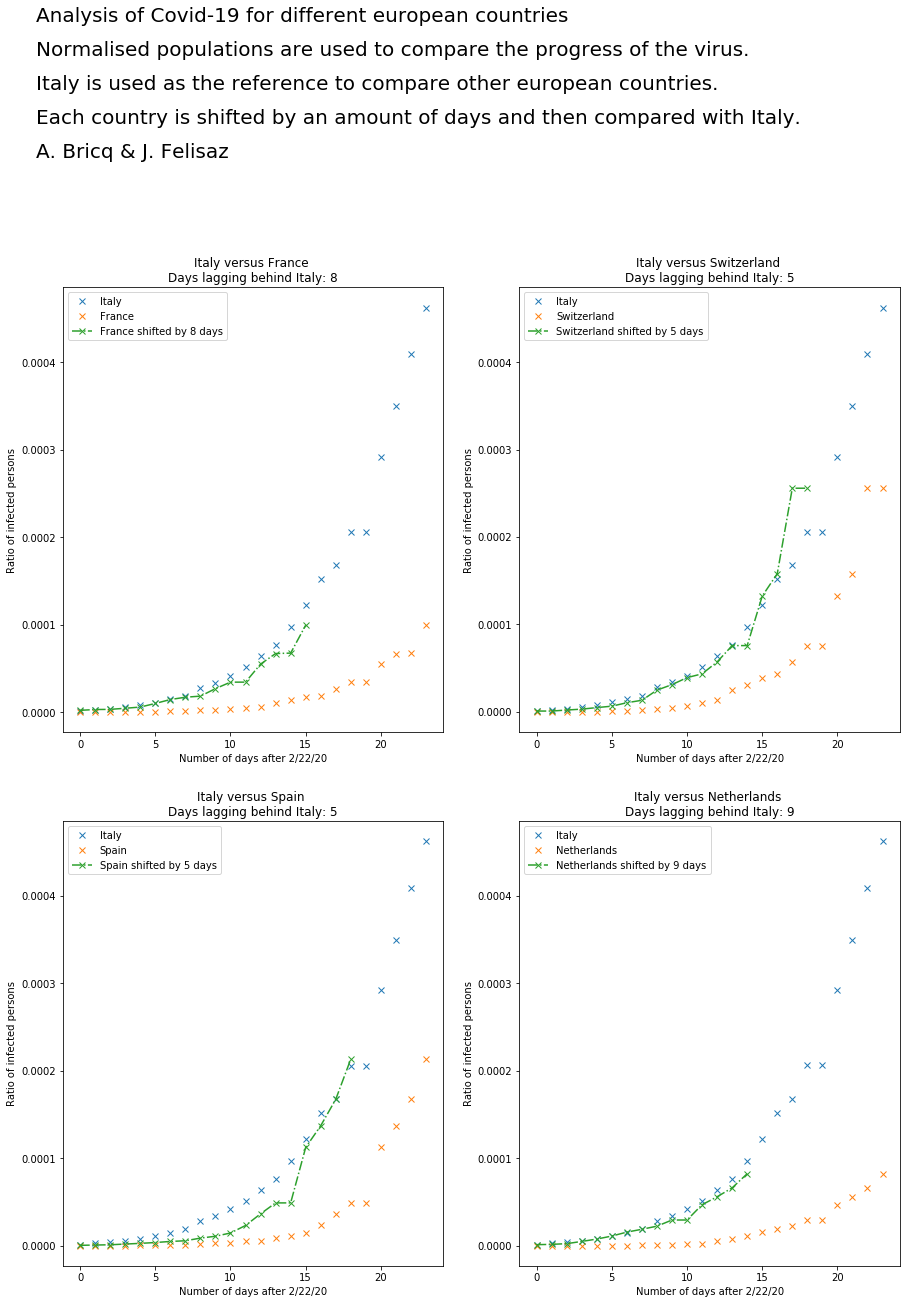 Analysis of Covid-19 for different european countries
Normalised populations are used to compare the progress of the virus.
Italy is used as the reference to compare other european countries.
Each country is shifted by an amount of days and then compared with Italy.
A. Bricq & J. Felisaz
Italy versus France
Days lagging behind Italy: 8
Italy
France
France shifted by 8 days
0.0004
0.0003
0.0002
0.0001
0.0000
Ratio of infected persons
0 5 10 15 20
Number of days after 2/22/20
Italy versus Switzerland
Days lagging behind Italy: 5
Italy
Switzerland
Switzerland shifted by 5 days
0.0004
0.0003
0.0002
0.0001
0.0000
Ratio of infected persons
0 5 10 15 20
Number of days after 2/22/20
Italy versus Spain
Days lagging behind Italy: 5
Italy
Spain
Spain shifted by 5 days
0.0004
0.0003
0.0002
0.0001
0.0000
Ratio of infected persons
0 5 10 15 20
Number of days after 2/22/20
Italy versus Netherlands
Days lagging behind Italy: 9
Italy
Netherlands
Netherlands shifted by 9 days
0.0004
0.0003
0.0002
0.0001
0.0000
Ratio of infected persons
0 5 10 15 20
Number of days after 2/22/20